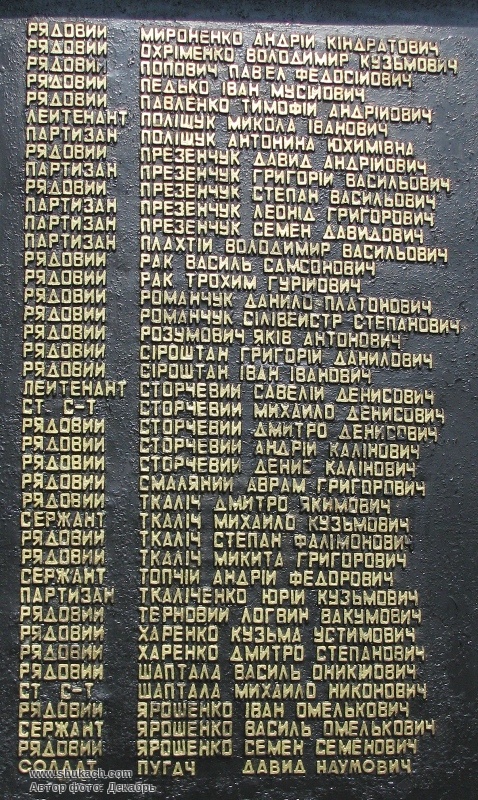 РЯДОВИЙ МИРОНЕНКО АНДРІЙ КІНДРАТОВИЧ
РЯДОВИЙ ОХРІМЕНКО ВОЛОДИМИР КУЗЬМОВИЧ
РЯДОВИЙ ПОПОВИЧ ПАВЕЛ ФЕДОСІЙОВИЧ
РЯДОВИЙ ПЕДЬКО ІВАН МУСІЙОВИЧ
РЯДОВИЙ ПАВЛЕНКО ТИМОФІЙ АНДРІЙОВИЧ
ЛЕЙТЕНАНТ ПОЛІЩУК МИКОЛА ІВАНОВИЧ
ПАРТИЗАН ПОЛІЩУК АНТОНИНА ЮХИМІВНА
РЯДОВИЙ ПРЕЗЕНЧУК ДАВИД АНДРІЙОВИЧ
ПАРТИЗАН ПРЕЗЕНЧУК ГРИГОРІЙ ВАСИЛЬОВИЧ
РЯДОВИЙ ПРЕЗЕНЧУК СТЕПАН ВАСИЛЬОВИЧ
ПАРТИЗАН ПРЕЗЕНЧУК ЛЕОНІД ГРИГОРОВИЧ
ПАРТИЗАН ПРЕЗЕНЧУК СЕМЕН ДАВИДОВИЧ
ПАРТИЗАН ПЛАХТІЙ ВОЛОДИМИР ВАСИЛЬОВИЧ
РЯДОВИЙ РАК ВАСИЛЬ САМСОНОВИЧ
РЯДОВИЙ РАК ТРОХИМ ГУРІЙОВИЧ
РЯДОВИЙ РОМАНЧУК ДАНИЛО ПЛАТОНОВИЧ
РЯДОВИЙ РОМАНЧУК СІЛІВЕЙСТР СТЕПАНОВИЧ
РЯДОВИЙ РОЗУМОВИЧ ЯКІВ АНТОНОВИЧ
РЯДОВИЙ СІРОШТАН ГРИГОРІЙ ДАНИЛОВИЧ
РЯДОВИЙ СІРОШТАН ІВАН ІВАНОВИЧ
ЛЕЙТЕНАНТ СТОРЧЕВИЙ САВЕЛІЙ ДЕНИСОВИЧ
СТ. С-Т СТОРЧЕВИЙ МИХАЙЛО ДЕНИСОВИЧ
РЯДОВИЙ СТОРЧЕВИЙ ДМИТРО ДЕНИСОВИЧ
РЯДОВИЙ СТОРЧЕВИЙ АНДРІЙ КАЛІНОВИЧ
РЯДОВИЙ СТОРЧЕВИЙ ДЕНИС КАЛІНОВИЧ
РЯДОВИЙ СМАЛЯНИЙ АВРАМ ГРИГОРОВИЧ
РЯДОВИЙ ТКАЛІЧ ДМИТРО ЯКИМОВИЧ
СЕРЖАНТ ТКАЛІЧ МИХАЙЛО КУЗЬМОВИЧ
РЯДОВИЙ ТКАЛІЧ СТЕПАН ФАЛІМОНОВИЧ
РЯДОВИЙ ТКАЛІЧ МИКИТА ГРИГОРОВИЧ
СЕРЖАНТ ТОПЧІЙ АНДРІЙ ФЕДОРОВИЧ
ПАРТИЗАН ТКАЛІЧЕНКО ЮРІЙ КУЗЬМОВИЧ
РЯДОВИЙ ТЕРНОВИЙ ЛОГВИН ВАКУМОВИЧ
РЯДОВИЙ ХАРЕНКО КУЗЬМА УСТИМОВИЧ
РЯДОВИЙ ХАРЕНКО ДМИТРО СТЕПАНОВИЧ
РЯДОВИЙ ШАПТАЛА ВАСИЛЬ ОНИКІЙОВИЧ
СТ. С-Т ШАПТАЛА МИХАЙЛО НИКОНОВИЧ
РЯДОВИЙ ЯРОШЕНКО ІВАН ОМЕЛЬКОВИЧ
СЕРЖАНТ ЯРОШЕНКО ВАСИЛЬ ОМЕЛЬКОВИЧ
РЯДОВИЙ ЯРОШЕНКО СЕМЕН СЕМЕНОВИЧ
СОЛДАТ ПУГАЧ ДАВИД НАУМОВИЧ
www.shukach.com
Автор фото: Декабрь